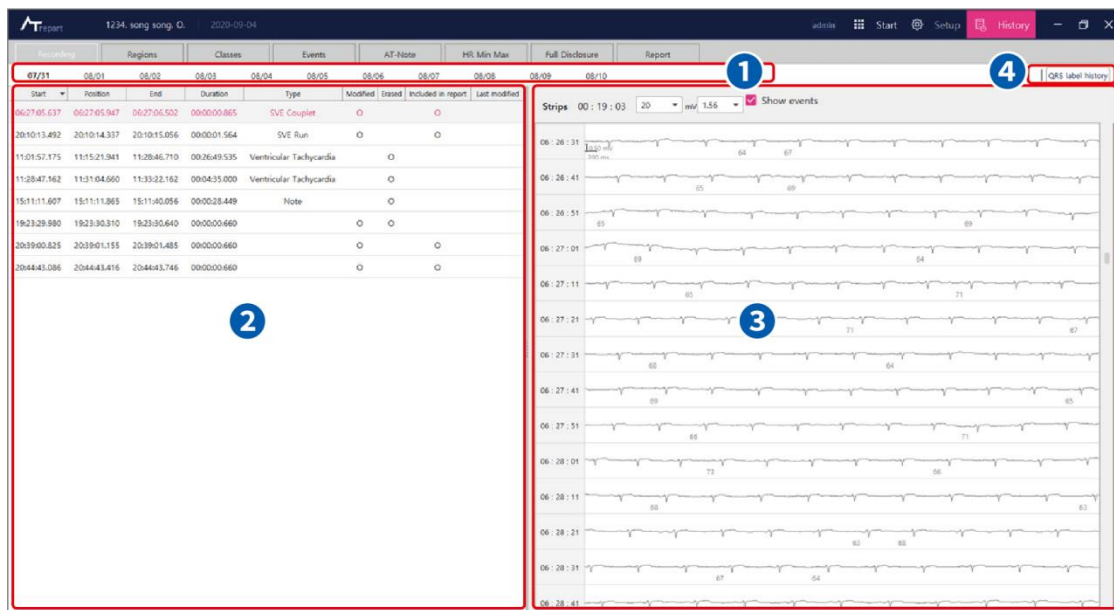 ATreport 1234. song song. O. 2020-09-04 admin Start Setup History
Recording Regions Classes Events AT-Note HR Min Max Full Disclosure Report
1
4
07/31 08/01 08/02 08/03 08/04 08/05 08/06 08/07 08/08 08/09 08/10 QRS label history
Start Position End Duration Type Modified Erased Included in report Last modified
06:27:05.637 06:27:05.947 06:27:06.502 00:00:00.865 SVE Couplet O O
20:10:13.492 20:10:14.337 20:10:15.056 00:00:01.564 SVE Run O O
11:01:57.175 11:15:21.941 11:28:46.710 00:26:49.535 Ventricular Tachycardia O
11:28:47.162 11:31:04.660 11:33:22.162 00:04:35.000 Ventricular Tachycardia O
15:11:11.607 15:11:11.865 15:11:40.056 00:00:28.449 Note O
19:23:29.980 19:23:30.310 19:23:30.640 00:00:00.660 O O
20:39:00.825 20:39:01.155 20:39:01.485 00:00:00.660 O O
20:44:43.086 20:44:43.416 20:44:43.746 00:00:00.660 O O
2
Strips 00 : 19 : 03 20 mV 1.56 Show events
06 : 26 : 31 0.50 mV
200 ms
64 67
06 : 26 : 41
65 69
06 : 26 : 51
65 69
06 : 27 : 01
69 64
06 : 27 : 11
65 71
06 : 27 : 21
71 67
3
06 : 27 : 31
68 64
06 : 27 : 41
69 65
06 : 27 : 51
66 71
06 : 28 : 01
73 66
06 : 28 : 11
68 63
06 : 28 : 21
63 68
06 : 28 : 31
67 64
06 : 28 : 41